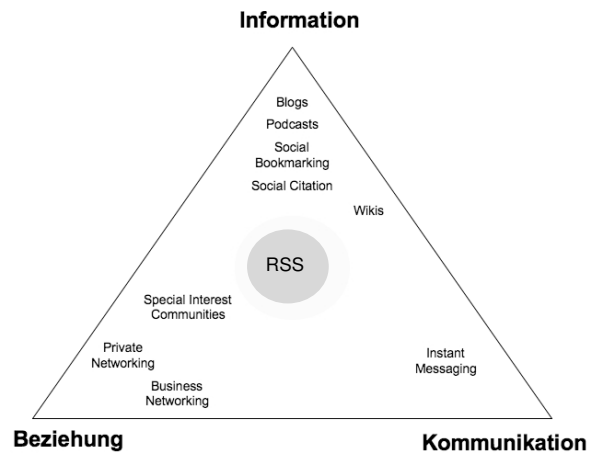 Information
Blogs
Podcasts
Social
Bookmarking
Social Citation
Wikis
RSS
Special Interest
Communities
Private
Networking
Instant
Messaging
Business
Networking
Beziehung
Kommunikation